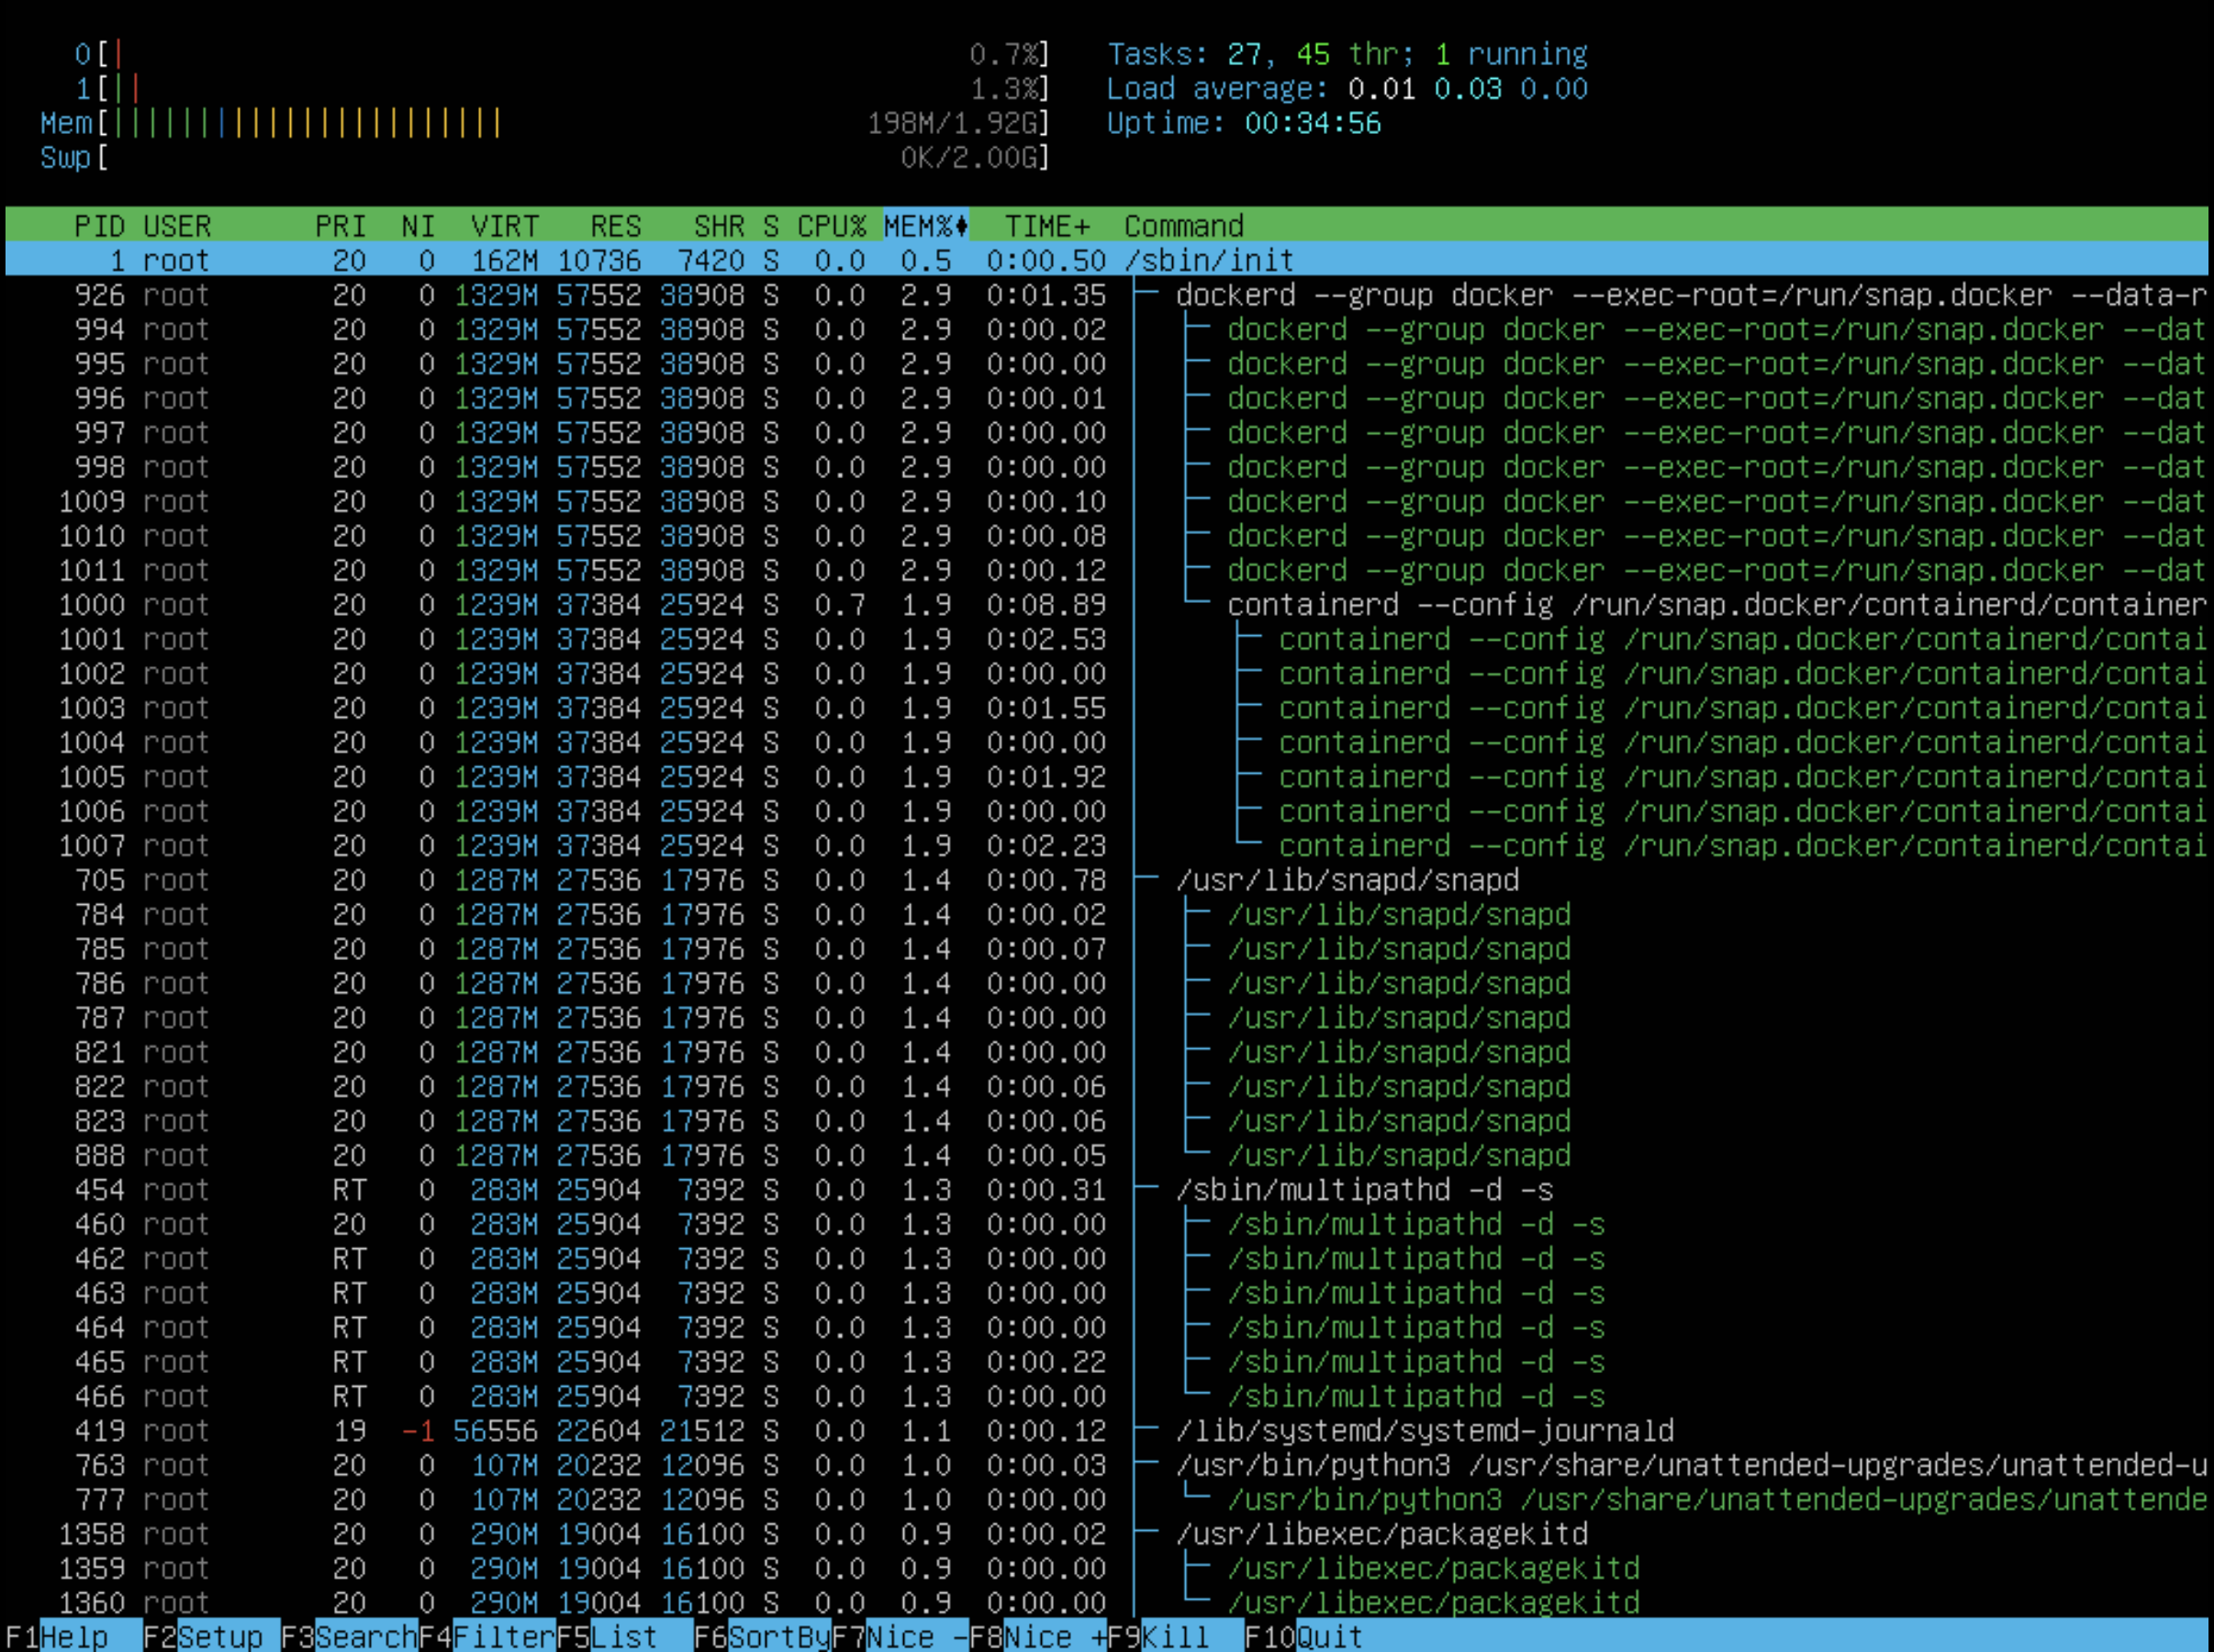 0[| 0.7%] Tasks: 27, 45 thr; 1 running
1[|| 1.3%] Load average: 0.01 0.03 0.00
Mem[||||||||||||||||||||||| 198M/1.92G] Uptime: 00:34:56
Swp[ 0K/2.00G]
PID USER PRI NI VIRT RES SHR S CPU% MEM%♦ TIME+ Command
1 root 20 0 162M 10736 7420 S 0.0 0.5 0:00.50 /sbin/init
926 root 20 0 1329M 57552 38908 S 0.0 2.9 0:01.35 ├─ dockerd --group docker --exec-root=/run/snap.docker --data-r
994 root 20 0 1329M 57552 38908 S 0.0 2.9 0:00.02 │ ├─ dockerd --group docker --exec-root=/run/snap.docker --dat
995 root 20 0 1329M 57552 38908 S 0.0 2.9 0:00.00 │ ├─ dockerd --group docker --exec-root=/run/snap.docker --dat
996 root 20 0 1329M 57552 38908 S 0.0 2.9 0:00.01 │ ├─ dockerd --group docker --exec-root=/run/snap.docker --dat
997 root 20 0 1329M 57552 38908 S 0.0 2.9 0:00.00 │ ├─ dockerd --group docker --exec-root=/run/snap.docker --dat
998 root 20 0 1329M 57552 38908 S 0.0 2.9 0:00.00 │ ├─ dockerd --group docker --exec-root=/run/snap.docker --dat
1009 root 20 0 1329M 57552 38908 S 0.0 2.9 0:00.10 │ ├─ dockerd --group docker --exec-root=/run/snap.docker --dat
1010 root 20 0 1329M 57552 38908 S 0.0 2.9 0:00.08 │ ├─ dockerd --group docker --exec-root=/run/snap.docker --dat
1011 root 20 0 1329M 57552 38908 S 0.0 2.9 0:00.12 │ ├─ dockerd --group docker --exec-root=/run/snap.docker --dat
1000 root 20 0 1239M 37384 25924 S 0.7 1.9 0:08.89 │ └─ containerd --config /run/snap.docker/containerd/container
1001 root 20 0 1239M 37384 25924 S 0.0 1.9 0:02.53 │ ├─ containerd --config /run/snap.docker/containerd/contai
1002 root 20 0 1239M 37384 25924 S 0.0 1.9 0:00.00 │ ├─ containerd --config /run/snap.docker/containerd/contai
1003 root 20 0 1239M 37384 25924 S 0.0 1.9 0:01.55 │ ├─ containerd --config /run/snap.docker/containerd/contai
1004 root 20 0 1239M 37384 25924 S 0.0 1.9 0:00.00 │ ├─ containerd --config /run/snap.docker/containerd/contai
1005 root 20 0 1239M 37384 25924 S 0.0 1.9 0:01.92 │ ├─ containerd --config /run/snap.docker/containerd/contai
1006 root 20 0 1239M 37384 25924 S 0.0 1.9 0:00.00 │ ├─ containerd --config /run/snap.docker/containerd/contai
1007 root 20 0 1239M 37384 25924 S 0.0 1.9 0:02.23 │ └─ containerd --config /run/snap.docker/containerd/contai
705 root 20 0 1287M 27536 17976 S 0.0 1.4 0:00.78 ├─ /usr/lib/snapd/snapd
784 root 20 0 1287M 27536 17976 S 0.0 1.4 0:00.02 │ ├─ /usr/lib/snapd/snapd
785 root 20 0 1287M 27536 17976 S 0.0 1.4 0:00.07 │ ├─ /usr/lib/snapd/snapd
786 root 20 0 1287M 27536 17976 S 0.0 1.4 0:00.00 │ ├─ /usr/lib/snapd/snapd
787 root 20 0 1287M 27536 17976 S 0.0 1.4 0:00.00 │ ├─ /usr/lib/snapd/snapd
821 root 20 0 1287M 27536 17976 S 0.0 1.4 0:00.00 │ ├─ /usr/lib/snapd/snapd
822 root 20 0 1287M 27536 17976 S 0.0 1.4 0:00.06 │ ├─ /usr/lib/snapd/snapd
823 root 20 0 1287M 27536 17976 S 0.0 1.4 0:00.06 │ ├─ /usr/lib/snapd/snapd
888 root 20 0 1287M 27536 17976 S 0.0 1.4 0:00.05 │ └─ /usr/lib/snapd/snapd
454 root RT 0 283M 25904 7392 S 0.0 1.3 0:00.31 ├─ /sbin/multipathd -d -s
460 root 20 0 283M 25904 7392 S 0.0 1.3 0:00.00 │ ├─ /sbin/multipathd -d -s
462 root RT 0 283M 25904 7392 S 0.0 1.3 0:00.00 │ ├─ /sbin/multipathd -d -s
463 root RT 0 283M 25904 7392 S 0.0 1.3 0:00.00 │ ├─ /sbin/multipathd -d -s
464 root RT 0 283M 25904 7392 S 0.0 1.3 0:00.00 │ ├─ /sbin/multipathd -d -s
465 root RT 0 283M 25904 7392 S 0.0 1.3 0:00.22 │ ├─ /sbin/multipathd -d -s
466 root RT 0 283M 25904 7392 S 0.0 1.3 0:00.00 │ └─ /sbin/multipathd -d -s
419 root 19 -1 56556 22604 21512 S 0.0 1.1 0:00.12 ├─ /lib/systemd/systemd-journald
763 root 20 0 107M 20232 12096 S 0.0 1.0 0:00.03 ├─ /usr/bin/python3 /usr/share/unattended-upgrades/unattended-u
777 root 20 0 107M 20232 12096 S 0.0 1.0 0:00.00 │ └─ /usr/bin/python3 /usr/share/unattended-upgrades/unattende
1358 root 20 0 290M 19004 16100 S 0.0 0.9 0:00.02 ├─ /usr/libexec/packagekitd
1359 root 20 0 290M 19004 16100 S 0.0 0.9 0:00.00 │ ├─ /usr/libexec/packagekitd
1360 root 20 0 290M 19004 16100 S 0.0 0.9 0:00.00 │ └─ /usr/libexec/packagekitd
F1Help F2Setup F3SearchF4FilterF5List F6SortByF7Nice -F8Nice +F9Kill F10Quit